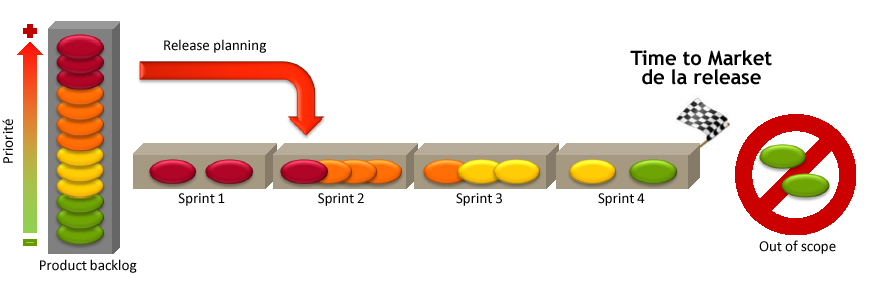 Release planning
Time to Market
de la release
Priorité
Sprint 1
Sprint 2
Sprint 3
Sprint 4
Out of scope
Product backlog